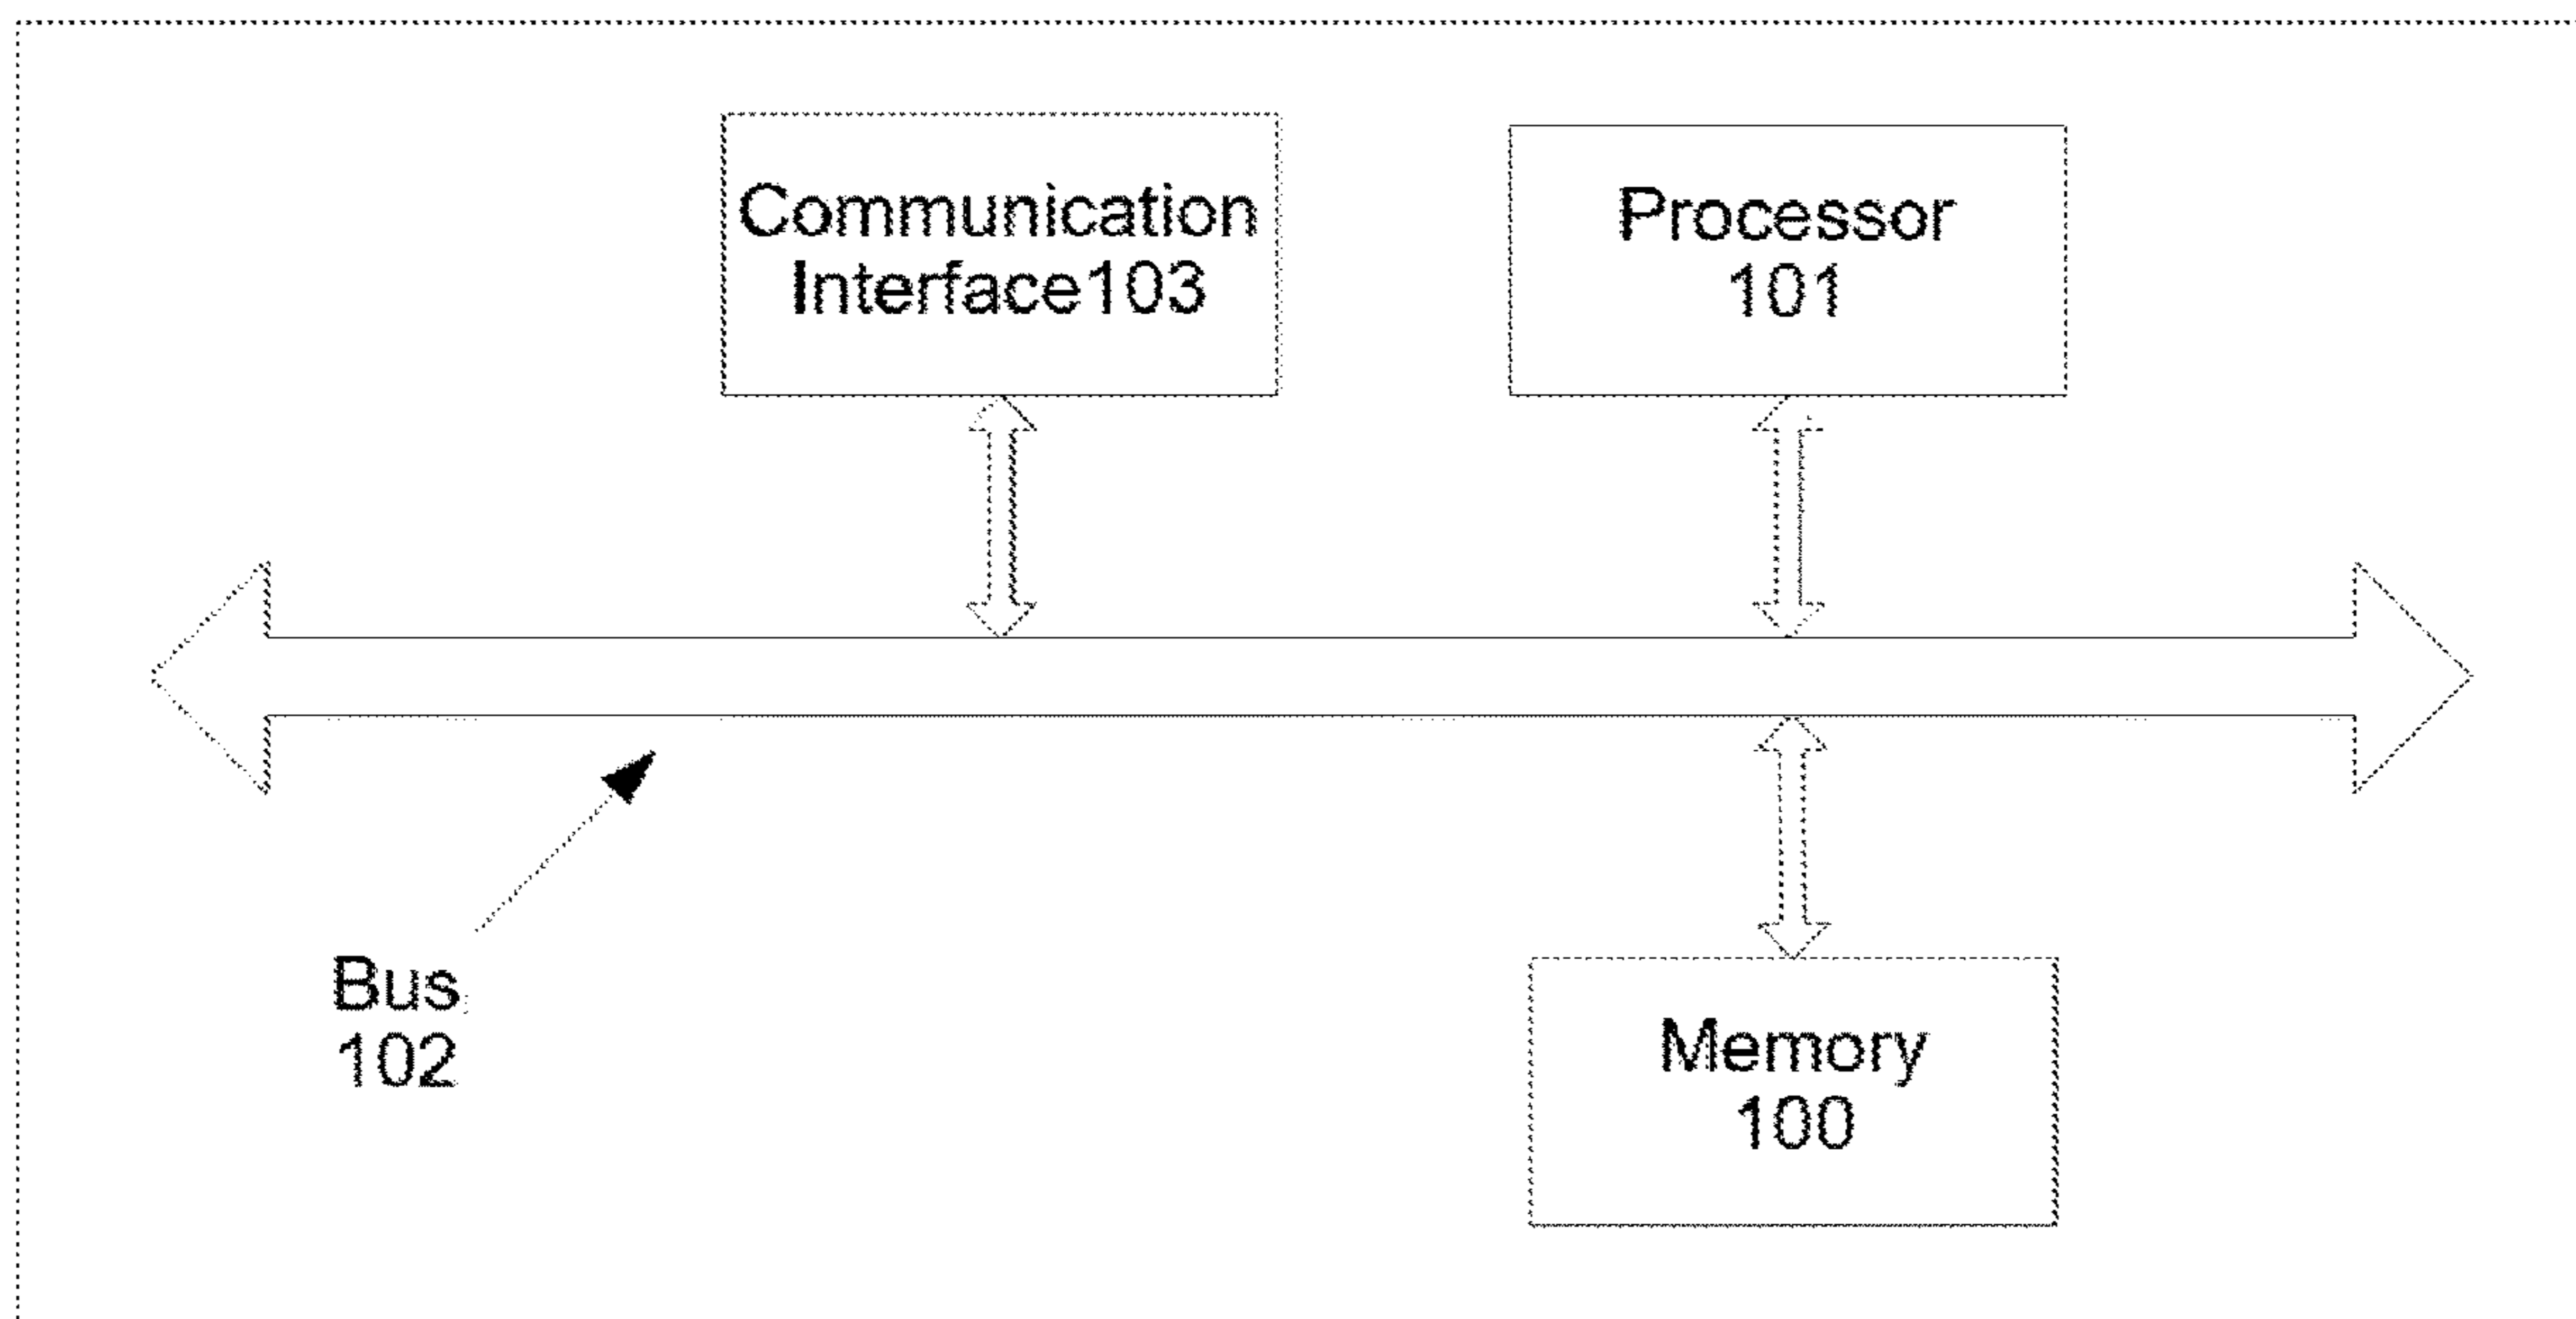 Communication
Interface103
Processor
101
Bus
102
Memory
100